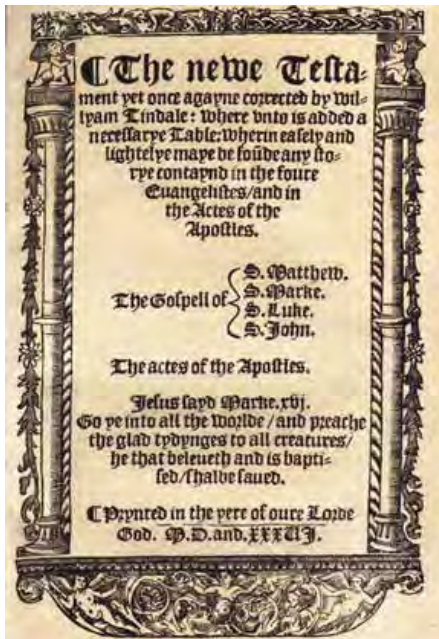 ¶ The newe Testa=
ment yet once agayne corrected by Wil=
lyam Tindale: Where vnto is added a
necessarye Table: Wherin easely and
lightelye maye be foūde any sto=
rye contaynd in the foure
Euangelistes/and in
the Actes of the
Apostles.
The Gospell of
S. Matthew.
S. Marke.
S. Luke.
S. John.
The actes of the Apostles.
Jesus sayd Marke.xvj.
Go ye into all the worlde/and preache
the glad tydynges to all creatures/
he that beleueth and is bapti=
sed/shalbe saued.
¶ Prynted in the yere of oure Lorde
God. M.D.and.XXXVJ.